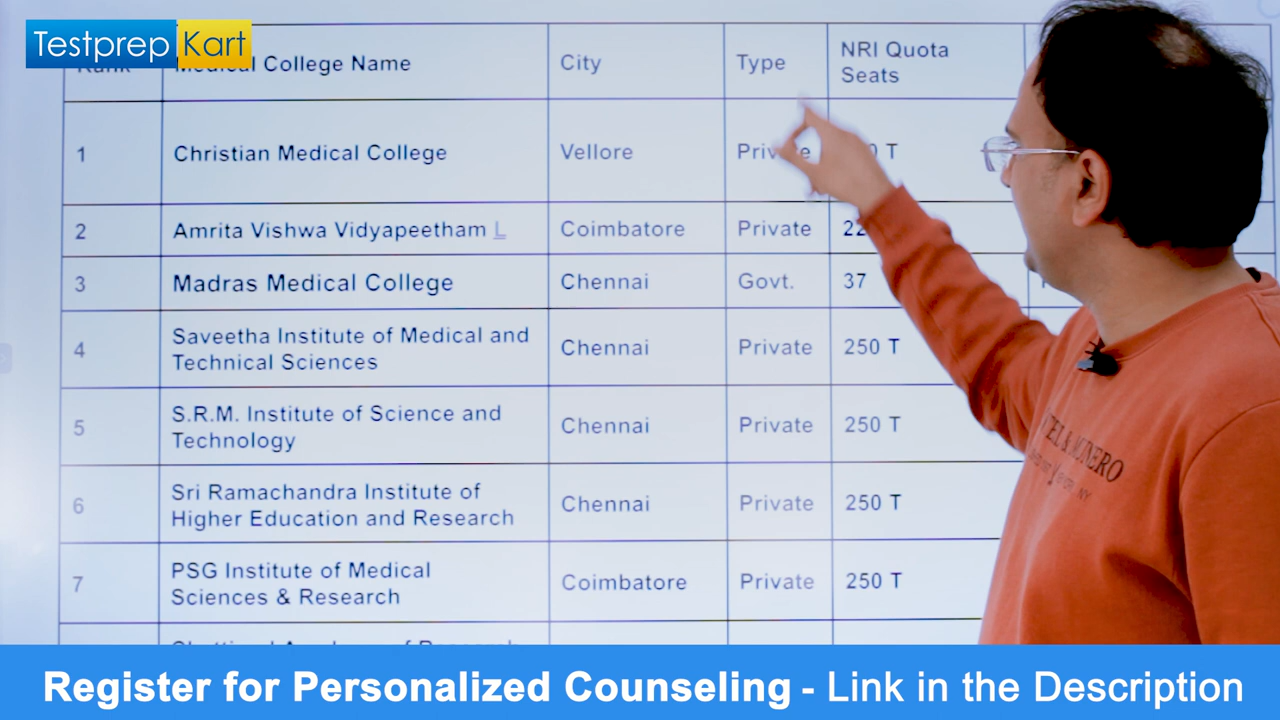 Testprep Kart
Rank Medical College Name City Type NRI Quota
Seats
1 Christian Medical College Vellore Private T
2 Amrita Vishwa Vidyapeetham L Coimbatore Private
3 Madras Medical College Chennai Govt. 37
4 Saveetha Institute of Medical and
Technical Sciences Chennai Private 250 T
5 S.R.M. Institute of Science and
Technology Chennai Private 250 T
6 Sri Ramachandra Institute of
Higher Education and Research Chennai Private 250 T
7 PSG Institute of Medical
Sciences & Research Coimbatore Private 250 T
Register for Personalized Counseling - Link in the Description